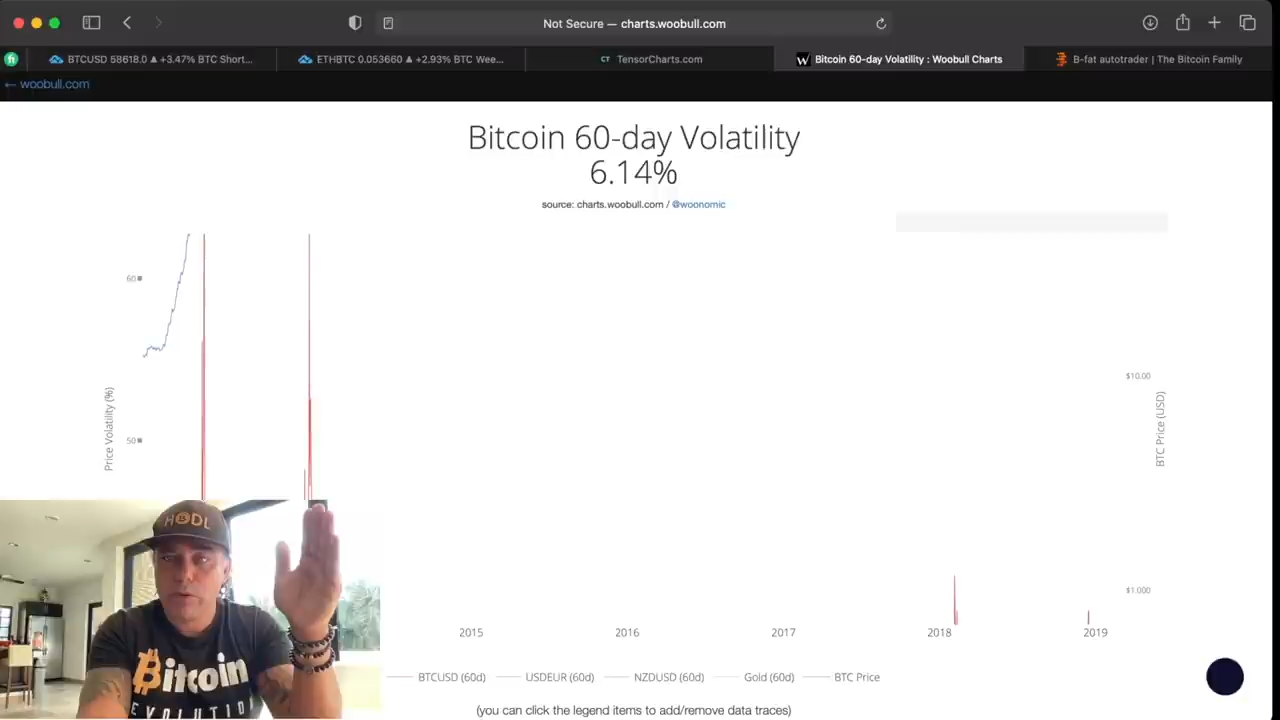 Not Secure — charts.woobull.com
BTCUSD 58618.0 ▲ +3.47% BTC Short...
ETHBTC 0.053660 ▲ +2.93% BTC Wee...
CT TensorCharts.com
W Bitcoin 60-day Volatility : Woobull Charts
B-fat autotrader | The Bitcoin Family
← woobull.com
Bitcoin 60-day Volatility
6.14%
source: charts.woobull.com / @woonomic
60
50
Price Volatility (%)
$10.00
$1.000
BTC Price (USD)
2015
2016
2017
2018
2019
BTCUSD (60d)
USDEUR (60d)
NZDUSD (60d)
Gold (60d)
BTC Price
(you can click the legend items to add/remove data traces)
HODL
Bitcoin
EVOLUTIO